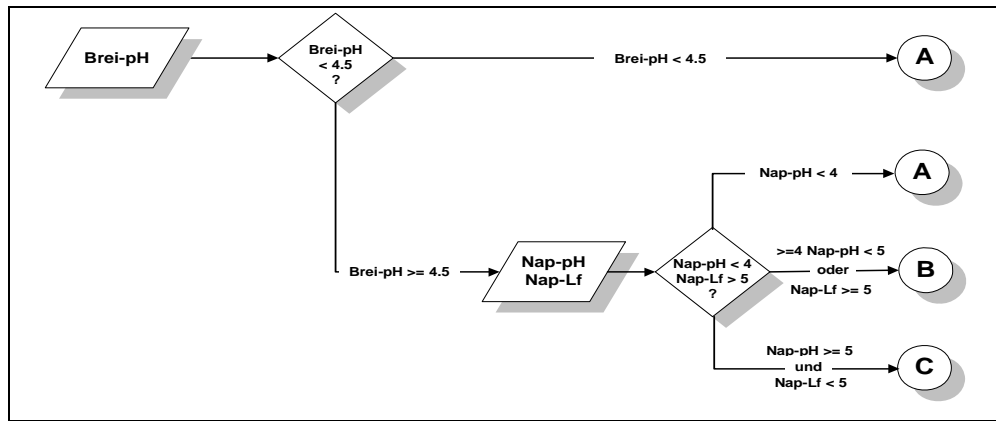 Brei-pH
Brei-pH
< 4.5
?
Brei-pH < 4.5
A
Nap-pH < 4
A
Brei-pH >= 4.5
Nap-pH
Nap-Lf
Nap-pH < 4
Nap-Lf > 5
?
>=4 Nap-pH < 5
oder
Nap-Lf >= 5
B
Nap-pH >= 5
und
Nap-Lf < 5
C